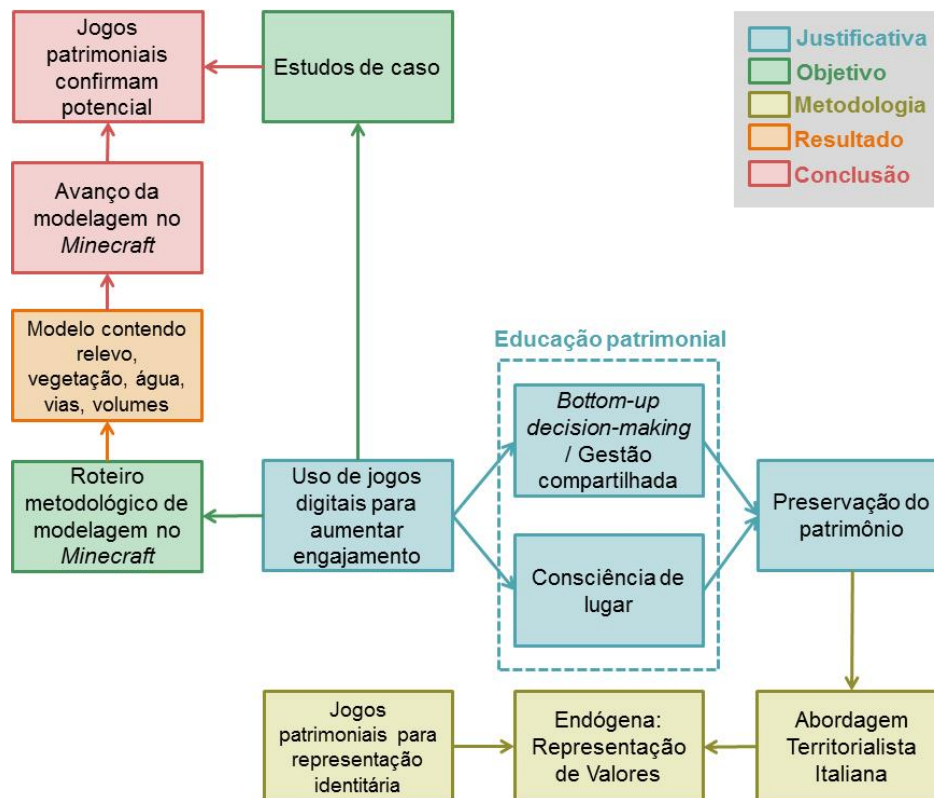 Jogos
patrimoniais
confirmam
potencial
Estudos de caso
Justificativa
Objetivo
Metodologia
Resultado
Conclusão
Avanço da
modelagem no
Minecraft
Modelo contendo
relevo,
vegetação, água,
vias, volumes
Educação patrimonial
Bottom-up
decision-making
/ Gestão
compartilhada
Roteiro
metodológico de
modelagem no
Minecraft
Uso de jogos
digitais para
aumentar
engajamento
Consciência de
lugar
Preservação do
patrimônio
Jogos
patrimoniais para
representação
identitária
Endógena:
Representação
de Valores
Abordagem
Territorialista
Italiana